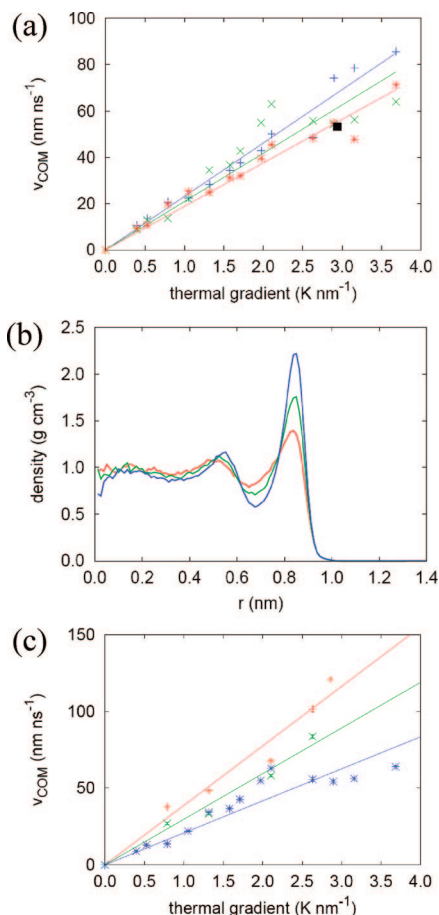 (a)
100
80
60
40
20
0
v_COM (nm ns⁻¹)
0.0 0.5 1.0 1.5 2.0 2.5 3.0 3.5 4.0
thermal gradient (K nm⁻¹)
(b)
2.5
2.0
1.5
1.0
0.5
0.0
density (g cm⁻³)
0.0 0.2 0.4 0.6 0.8 1.0 1.2 1.4
r (nm)
(c)
150
100
50
0
v_COM (nm ns⁻¹)
0.0 0.5 1.0 1.5 2.0 2.5 3.0 3.5 4.0
thermal gradient (K nm⁻¹)